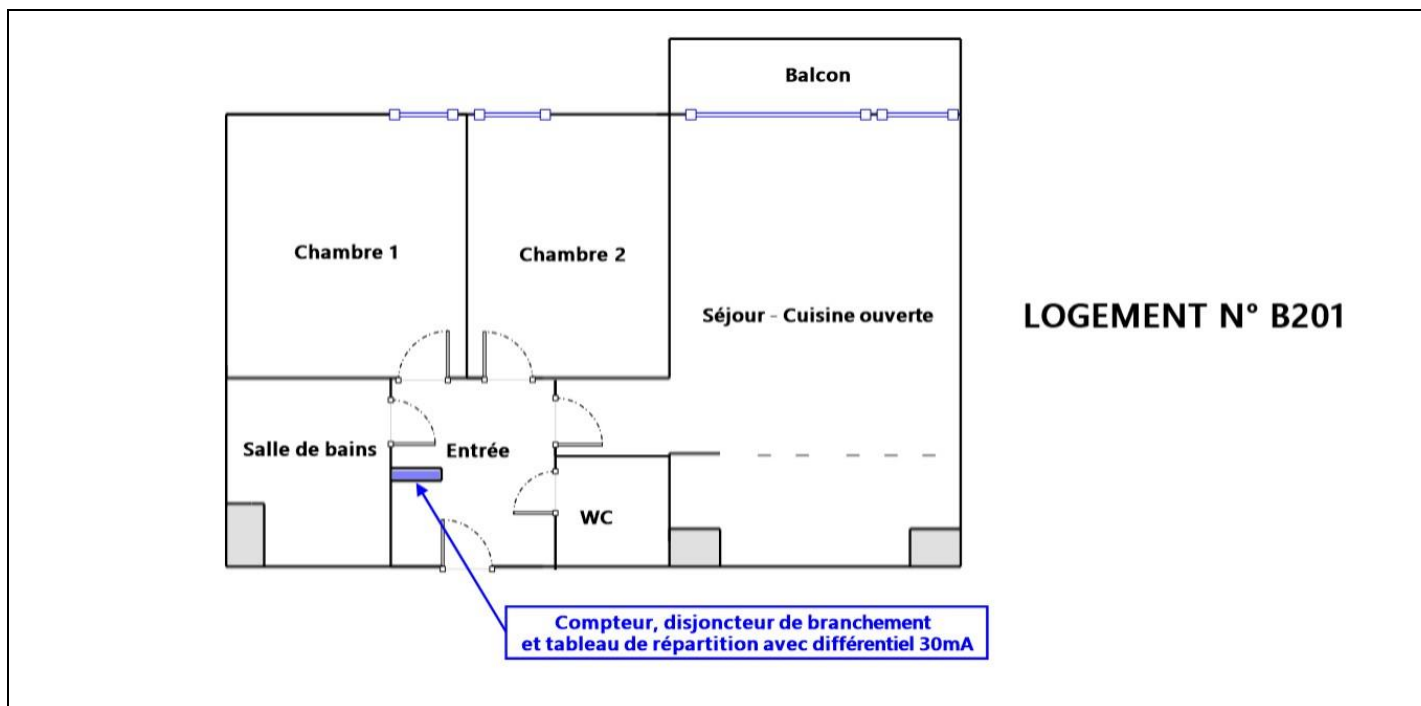 Balcon
Chambre 1
Chambre 2
Séjour - Cuisine ouverte
LOGEMENT N° B201
Salle de bains
Entrée
WC
Compteur, disjoncteur de branchement
et tableau de répartition avec différentiel 30mA